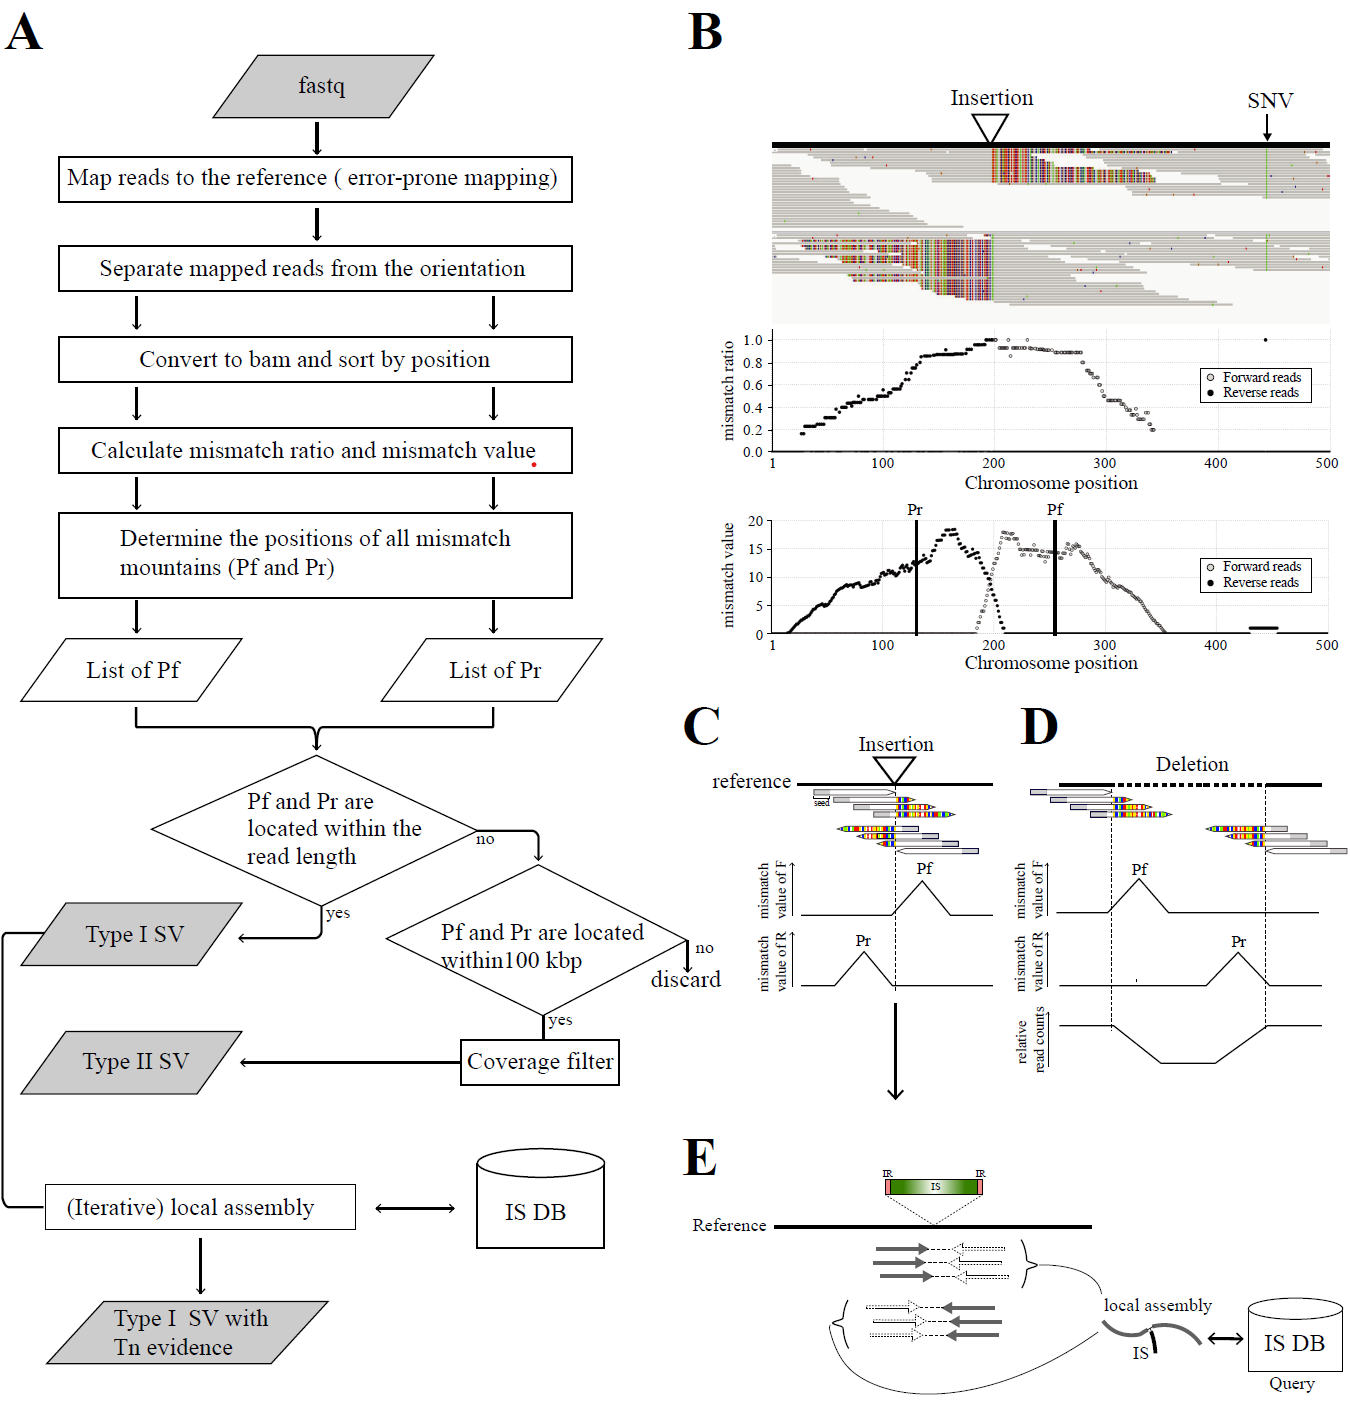 A
fastq
Map reads to the reference ( error-prone mapping)
Separate mapped reads from the orientation
Convert to bam and sort by position
Calculate mismatch ratio and mismatch value
Determine the positions of all mismatch
mountains (Pf and Pr)
List of Pf
List of Pr
Pf and Pr are
located within the
read length
no
yes
Type I SV
Pf and Pr are located
within100 kbp
no
discard
yes
Coverage filter
Type II SV
(Iterative) local assembly
IS DB
Type I SV with
Tn evidence
B
Insertion
SNV
mismatch ratio
1.0
0.8
0.6
0.4
0.2
0.0
Forward reads
Reverse reads
1 100 200 300 400 500
Chromosome position
Pr
Pf
mismatch value
20
15
10
5
0
Forward reads
Reverse reads
1 100 200 300 400 500
Chromosome position
C
Insertion
reference
seed
mismatch
value of F
Pf
mismatch
value of R
Pr
D
Deletion
mismatch
value of F
Pf
mismatch
value of R
Pr
relative
read counts
E
IR
IS
IR
Reference
local assembly
IS
IS DB
Query